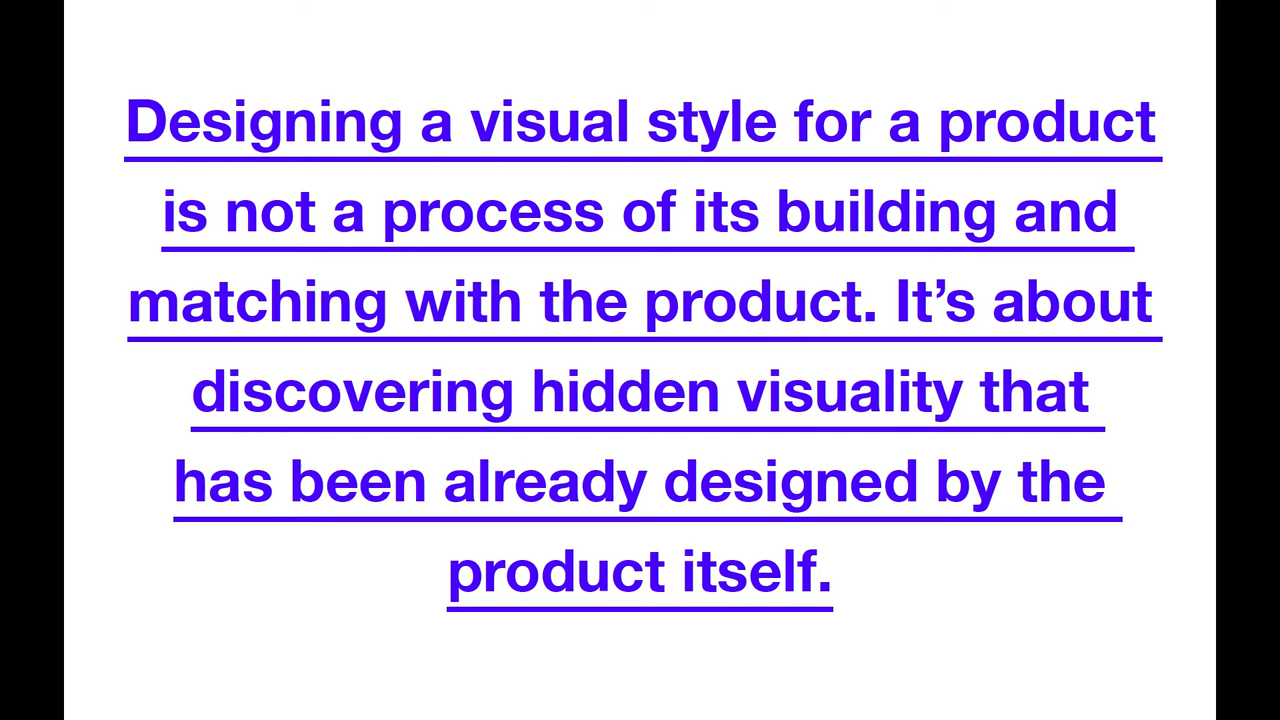 Designing a visual style for a product
is not a process of its building and
matching with the product. It’s about
discovering hidden visuality that
has been already designed by the
product itself.